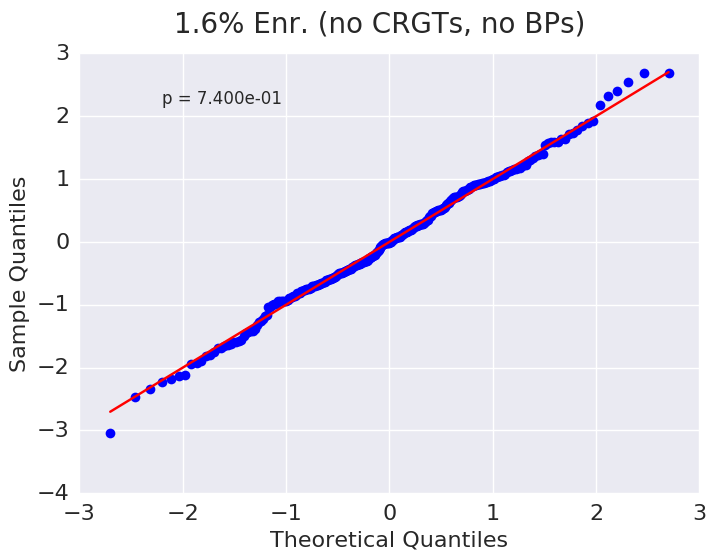 1.6% Enr. (no CRGTs, no BPs)
3
p = 7.400e-01
2
1
0
−1
−2
−3
−4
Sample Quantiles
−3 −2 −1 0 1 2 3
Theoretical Quantiles